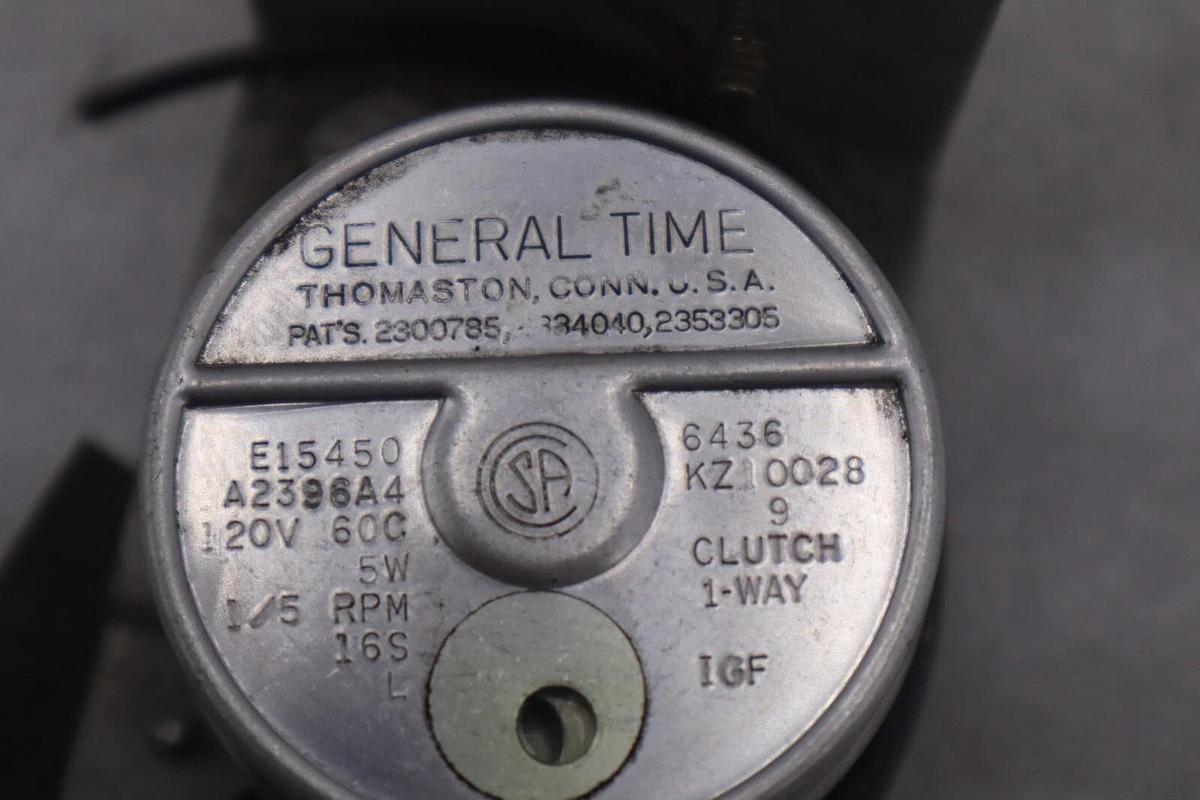 GENERAL TIME
THOMASTON, CONN. U.S.A.
PAT'S. 2300785, 2353305
E15450
A2396A4
120V 60C
5W
1/5 RPM
16S
L
CSA
6436
KZ10028
9
CLUTCH
1-WAY
IGF